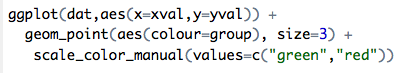 ggplot(dat,aes(x=xval,y=yval)) +
  geom_point(aes(colour=group), size=3) +
   scale_color_manual(values=c("green","red"))